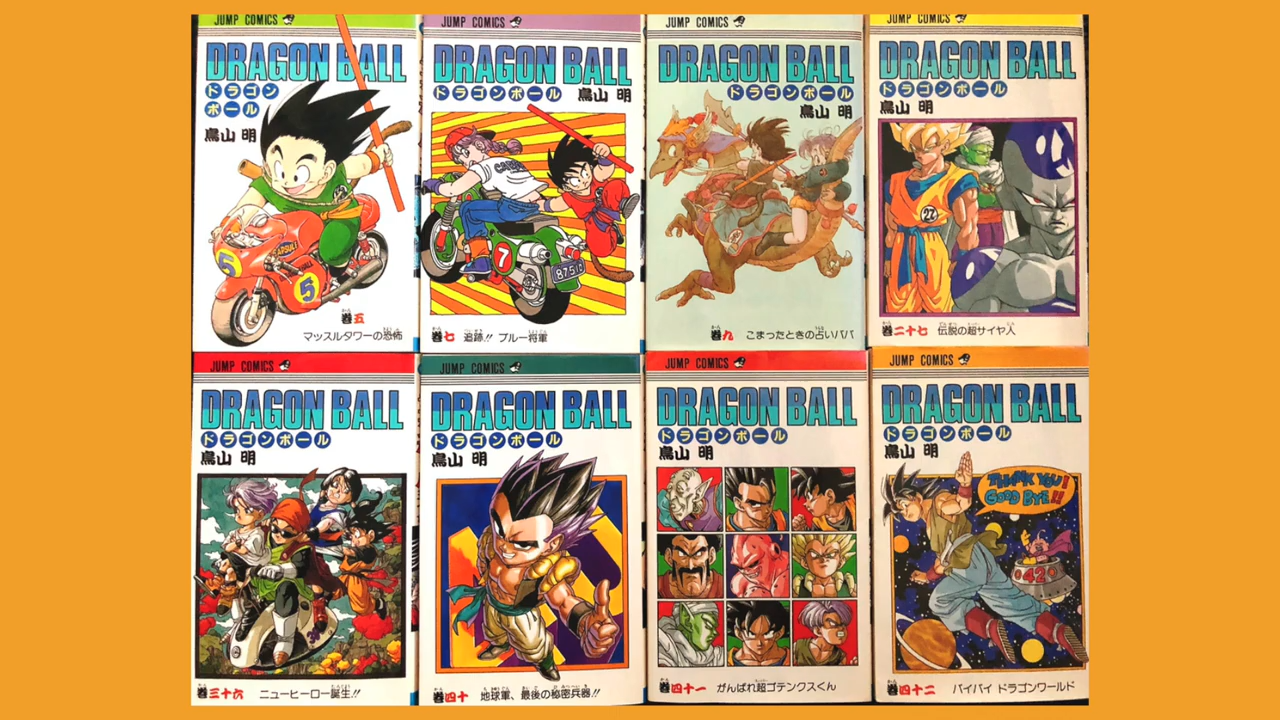 JUMP COMICS
DRAGON BALL
ドラゴン
ボール
鳥山 明
CAPSULE
5
5
巻五
マッスルタワーの恐怖
JUMP COMICS
DRAGON BALL
ドラゴンボール 鳥山 明
7
巻七 追跡!! ブルー将軍
JUMP COMICS
DRAGON BALL
ドラゴンボール
鳥山 明
巻九 こまったときの占いババ
JUMP COMICS
DRAGON BALL
ドラゴンボール
鳥山 明
27
巻二十七 伝説の超サイヤ人
JUMP COMICS
DRAGON BALL
ドラゴンボール
鳥山 明
巻三十六 ニューヒーロー誕生!!
JUMP COMICS
DRAGON BALL
ドラゴンボール
鳥山 明
巻四十 地球軍、最後の秘密兵器!!
JUMP COMICS
DRAGON BALL
ドラゴンボール
鳥山 明
巻四十一 がんばれ超ゴテンクスくん
JUMP COMICS
DRAGON BALL
ドラゴンボール
鳥山 明
THANK YOU!
GOOD BYE!!
42
巻四十二 バイバイ ドラゴンワールド